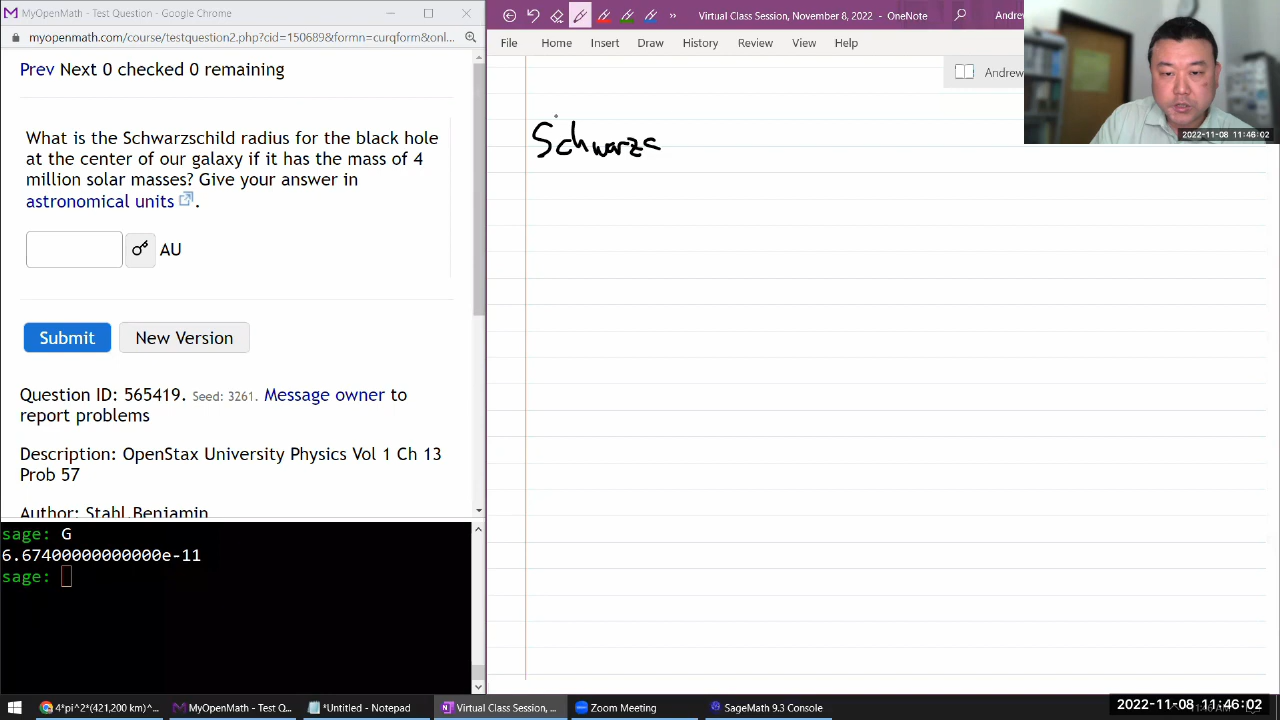 MyOpenMath - Test Question - Google Chrome
myopenmath.com/course/testquestion2.php?cid=150689&formn=curqform&onl...
Prev Next 0 checked 0 remaining
What is the Schwarzschild radius for the black hole
at the center of our galaxy if it has the mass of 4
million solar masses? Give your answer in
astronomical units .
AU
Submit
New Version
Question ID: 565419. Seed: 3261. Message owner to
report problems
Description: OpenStax University Physics Vol 1 Ch 13
Prob 57
Author: Stahl,Benjamin
sage: G
6.67400000000000e-11
sage:
Virtual Class Session, November 8, 2022 - OneNote
Andrew
File Home Insert Draw History Review View Help
Andrew
Schwarzs
2022-11-08 11:46:02
4*pi^2*(421,200 km)^...
MyOpenMath - Test Q...
*Untitled - Notepad
Virtual Class Session, ...
Zoom Meeting
SageMath 9.3 Console
2022-11-08 11:46:02